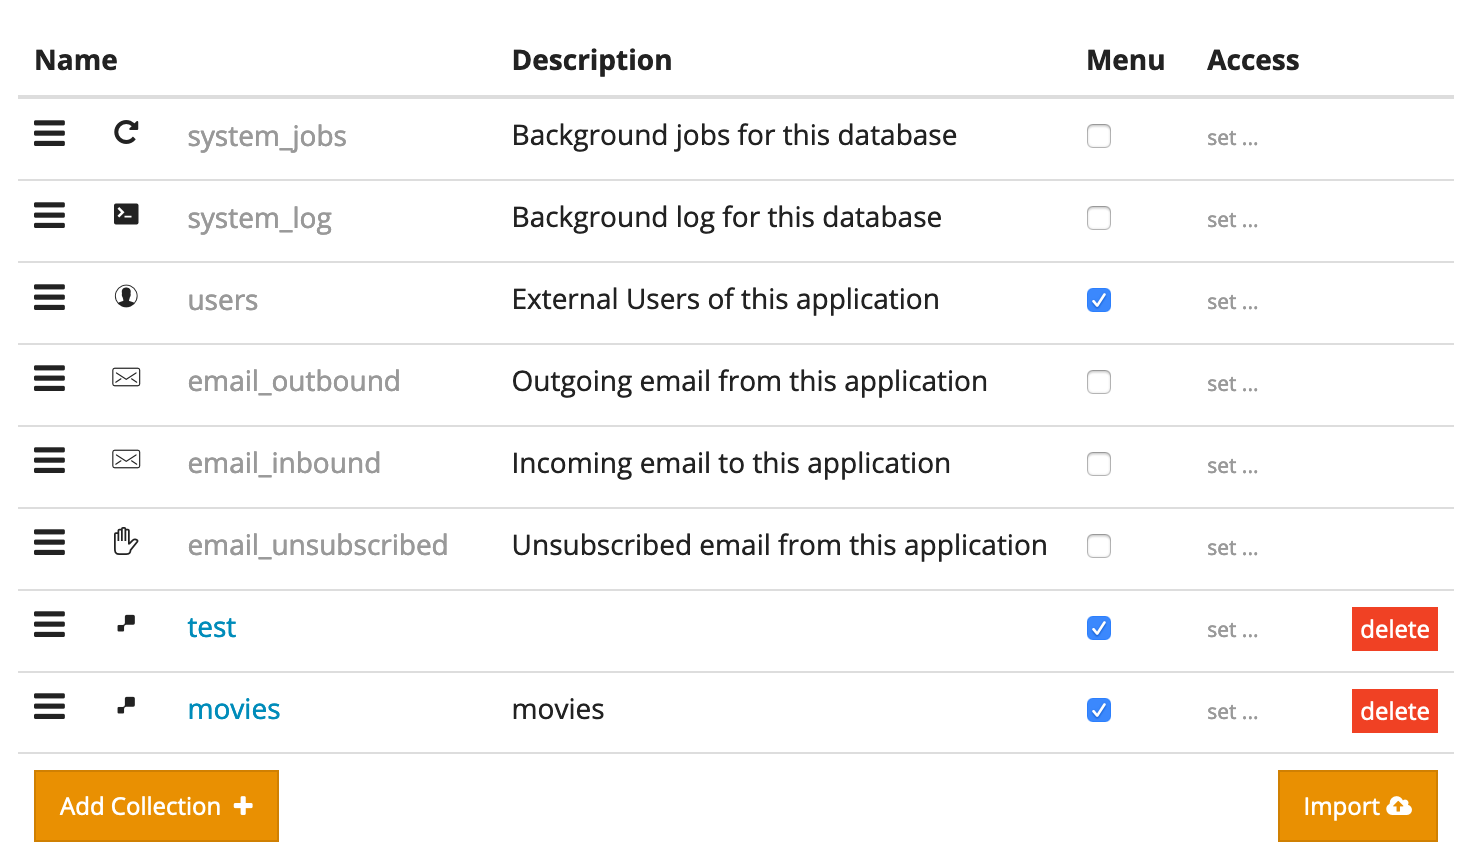 Name Description Menu Access
system_jobs Background jobs for this database set ...
system_log Background log for this database set ...
users External Users of this application set ...
email_outbound Outgoing email from this application set ...
email_inbound Incoming email to this application set ...
email_unsubscribed Unsubscribed email from this application set ...
test set ... delete
movies movies set ... delete
Add Collection Import